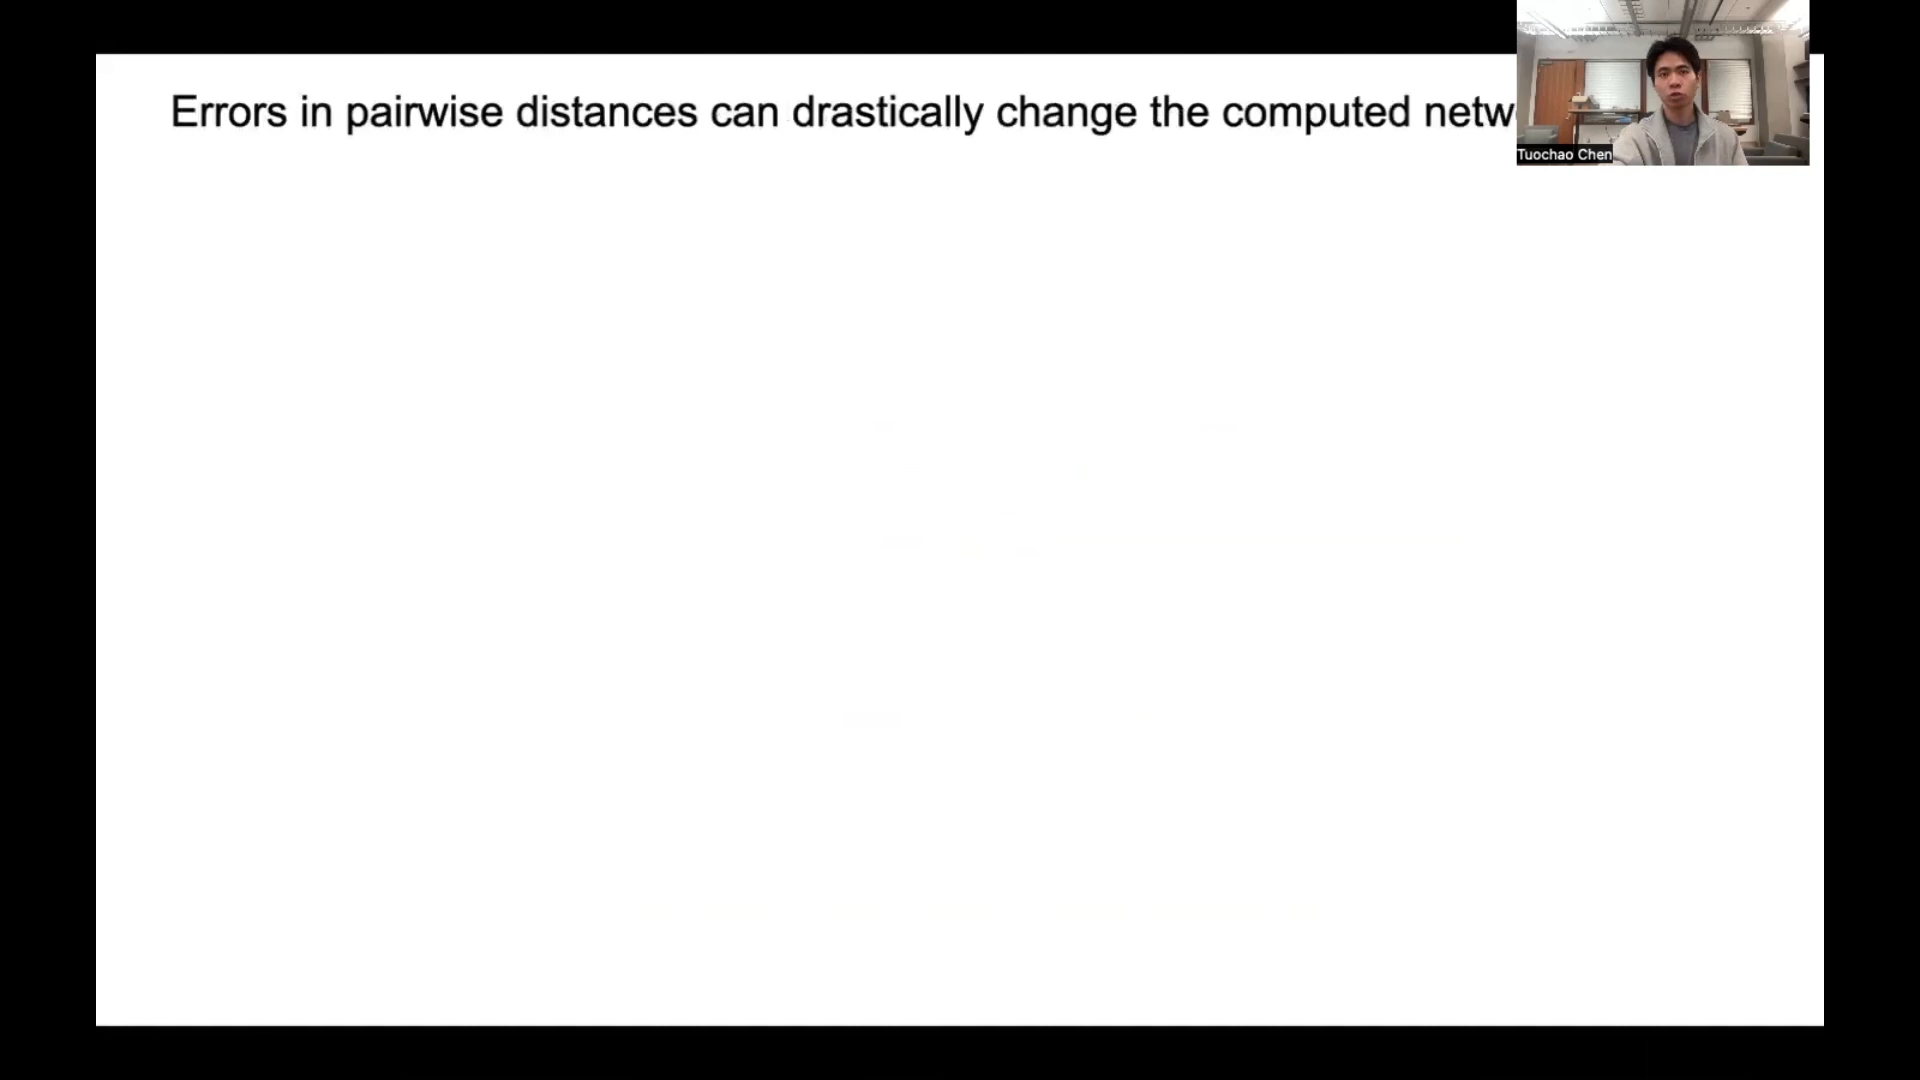 Errors in pairwise distances can drastically change the computed netw
Tuochao Chen